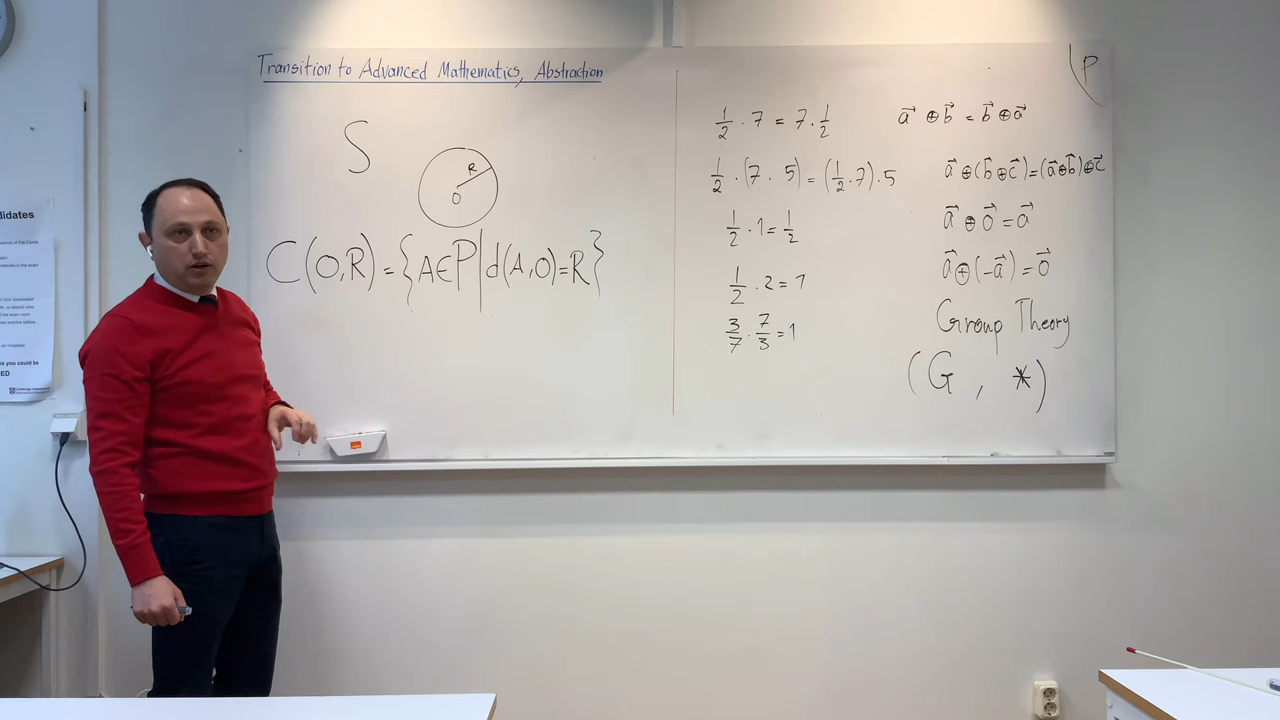 Transition to Advanced Mathematics, Abstraction
S
R
O
C(O,R) = {A∈P | d(A,O)=R}
1/2 · 7 = 7 · 1/2
1/2 · (7 · 5) = (1/2 · 7) · 5
1/2 · 1 = 1/2
1/2 · 2 = 1
3/7 · 7/3 = 1
P
a⃗ ⊕ b⃗ = b⃗ ⊕ a⃗
a⃗ ⊕ (b⃗ ⊕ c⃗) = (a⃗ ⊕ b⃗) ⊕ c⃗
a⃗ ⊕ 0⃗ = a⃗
a⃗ ⊕ (-a⃗) = 0⃗
Group Theory
(G , *)
didates